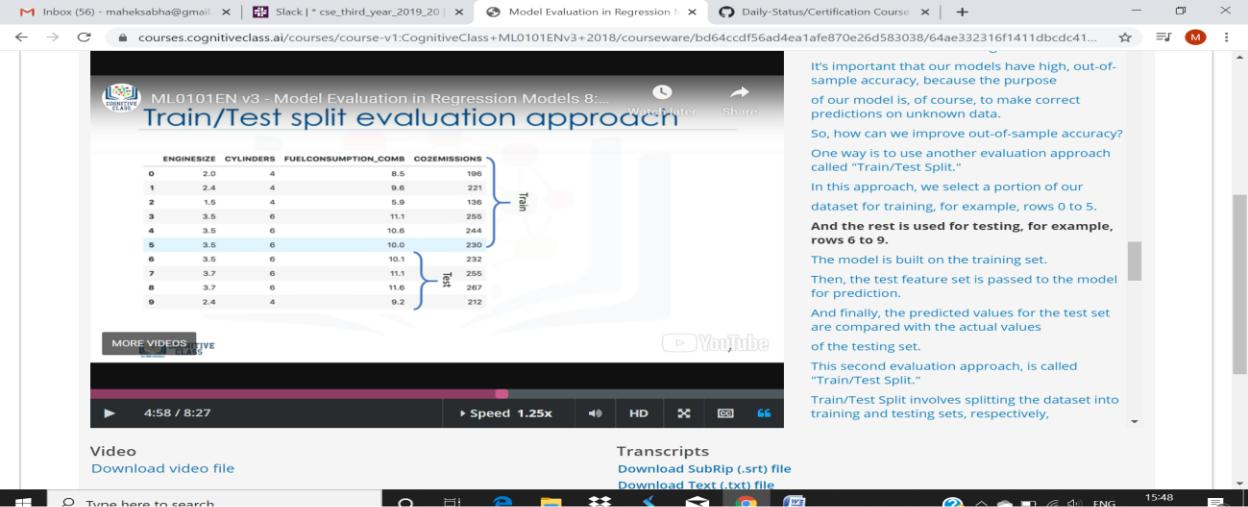 Inbox (56) - maheksabha@gmail. × Slack | * cse_third_year_2019_20 | × Model Evaluation in Regression M × Daily-Status/Certification Course × +
courses.cognitiveclass.ai/courses/course-v1:CognitiveClass+ML0101ENv3+2018/courseware/bd64ccdf56ad4ea1afe870e26d583038/64ae332316f1411dbcdc41... M
COGNITIVE CLASS
ML0101EN v3 - Model Evaluation in Regression Models 8:...
Watch later Share
Train/Test split evaluation approach
ENGINESIZE CYLINDERS FUELCONSUMPTION_COMB CO2EMISSIONS
0 2.0 4 8.5 196
1 2.4 4 9.6 221
2 1.5 4 5.9 136
3 3.5 6 11.1 255
4 3.5 6 10.6 244
5 3.5 6 10.0 230
6 3.5 6 10.1 232
7 3.7 6 11.1 255
8 3.7 6 11.6 267
9 2.4 4 9.2 212
Train
Test
MORE VIDEOS
YouTube
4:58 / 8:27 Speed 1.25x HD CC
It's important that our models have high, out-of-
sample accuracy, because the purpose
of our model is, of course, to make correct
predictions on unknown data.
So, how can we improve out-of-sample accuracy?
One way is to use another evaluation approach
called "Train/Test Split."
In this approach, we select a portion of our
dataset for training, for example, rows 0 to 5.
And the rest is used for testing, for example,
rows 6 to 9.
The model is built on the training set.
Then, the test feature set is passed to the model
for prediction.
And finally, the predicted values for the test set
are compared with the actual values
of the testing set.
This second evaluation approach, is called
"Train/Test Split."
Train/Test Split involves splitting the dataset into
training and testing sets, respectively,
Video
Download video file
Transcripts
Download SubRip (.srt) file
Download Text (.txt) file
Type here to search
ENG
15:48